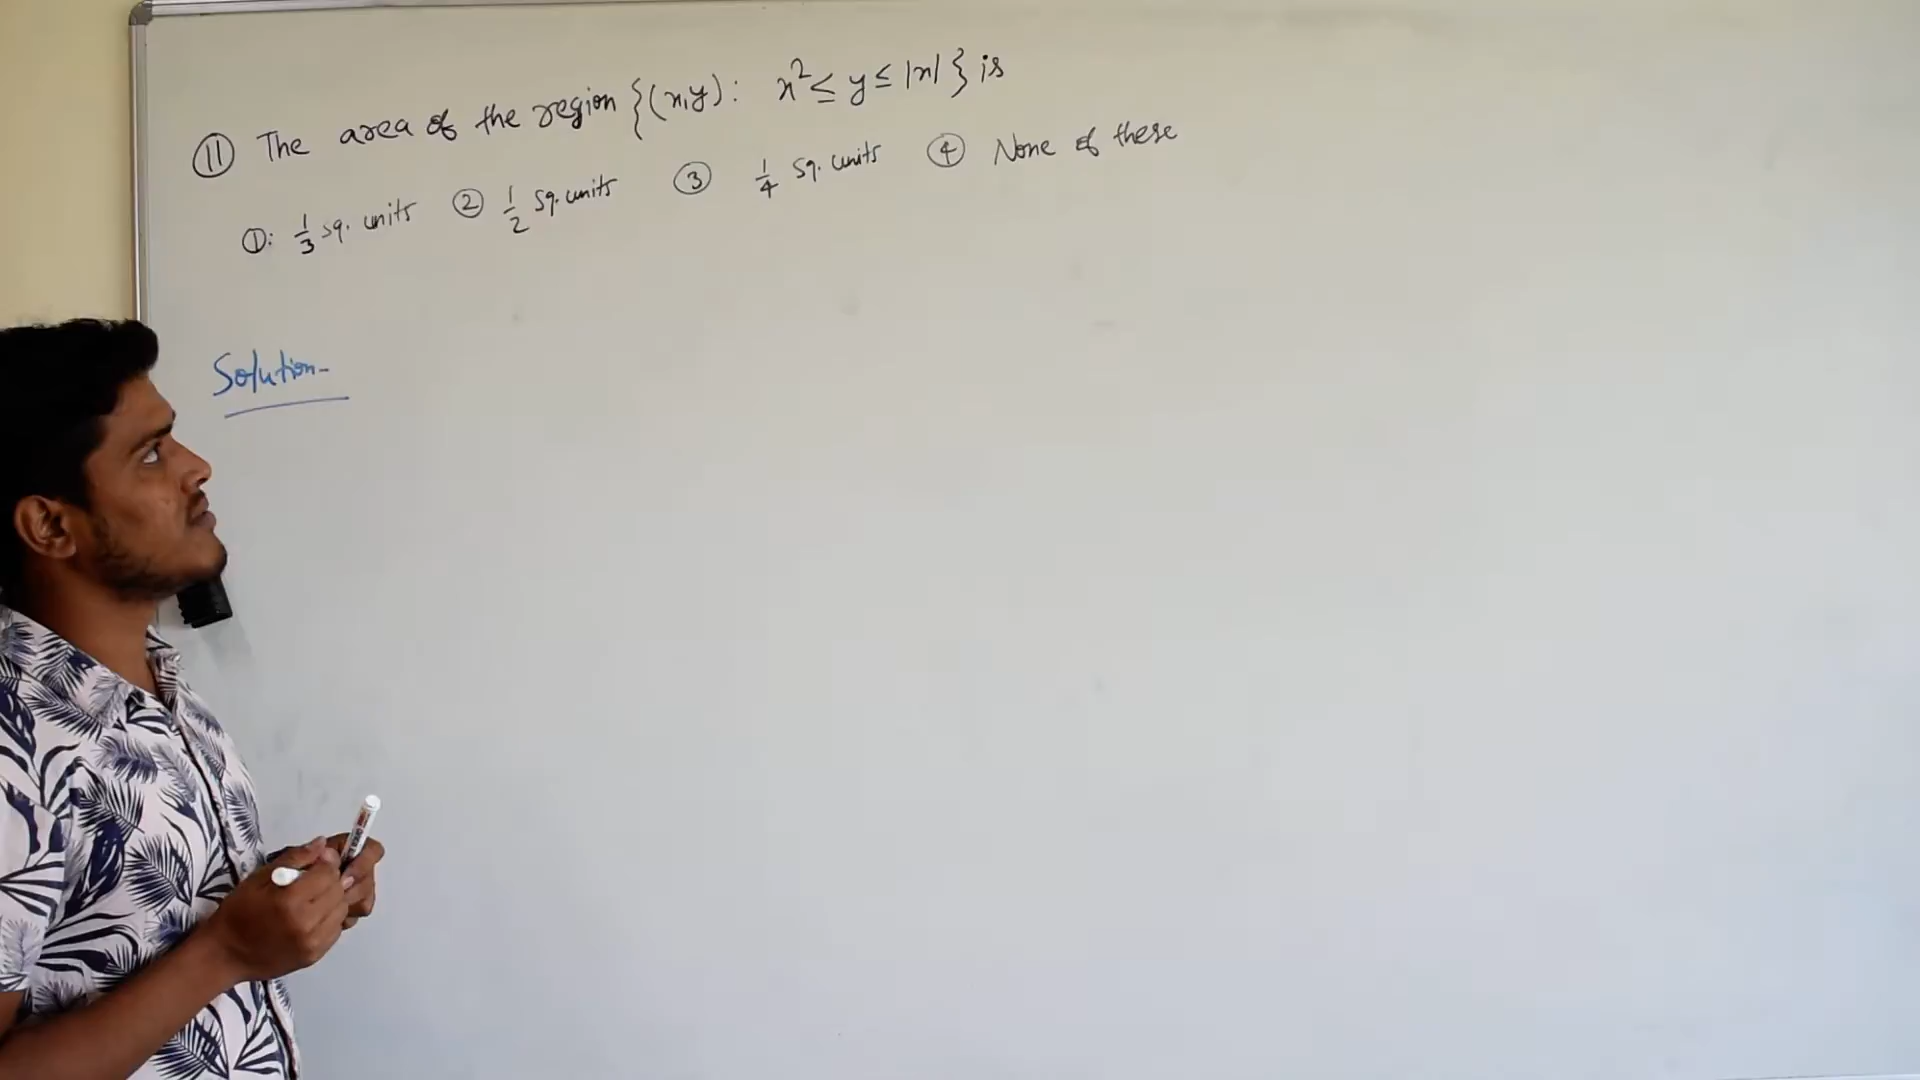 ⑪ The area of the region {(x,y): x² ≤ y ≤ |x| } is
①: 1/3 sq. units ② 1/2 sq. units ③ 1/4 sq. units ④ None of these
Solution-